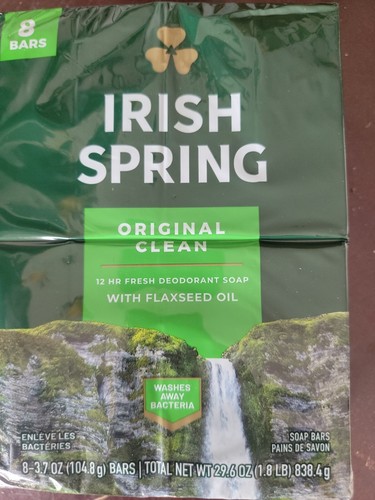 8
BARS
IRISH
SPRING
ORIGINAL
CLEAN
12 HR FRESH DEODORANT SOAP
WITH FLAXSEED OIL
WASHES
AWAY
BACTERIA
ENLÈVE LES
BACTÉRIES
SOAP BARS
PAINS DE SAVON
8-3.7 OZ (104.8 g) BARS | TOTAL NET WT 29.6 OZ (1.8 LB) 838.4 g